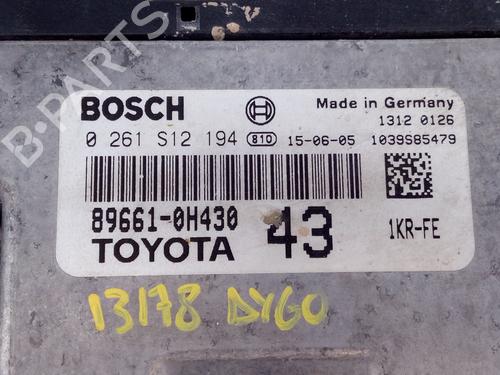 B-PARTS
BOSCH
Made in Germany
1312 0126
0 261 S12 194 810 15-06-05 1039S85479
89661-0H430
TOYOTA
43
1KR-FE
13178 AYGO